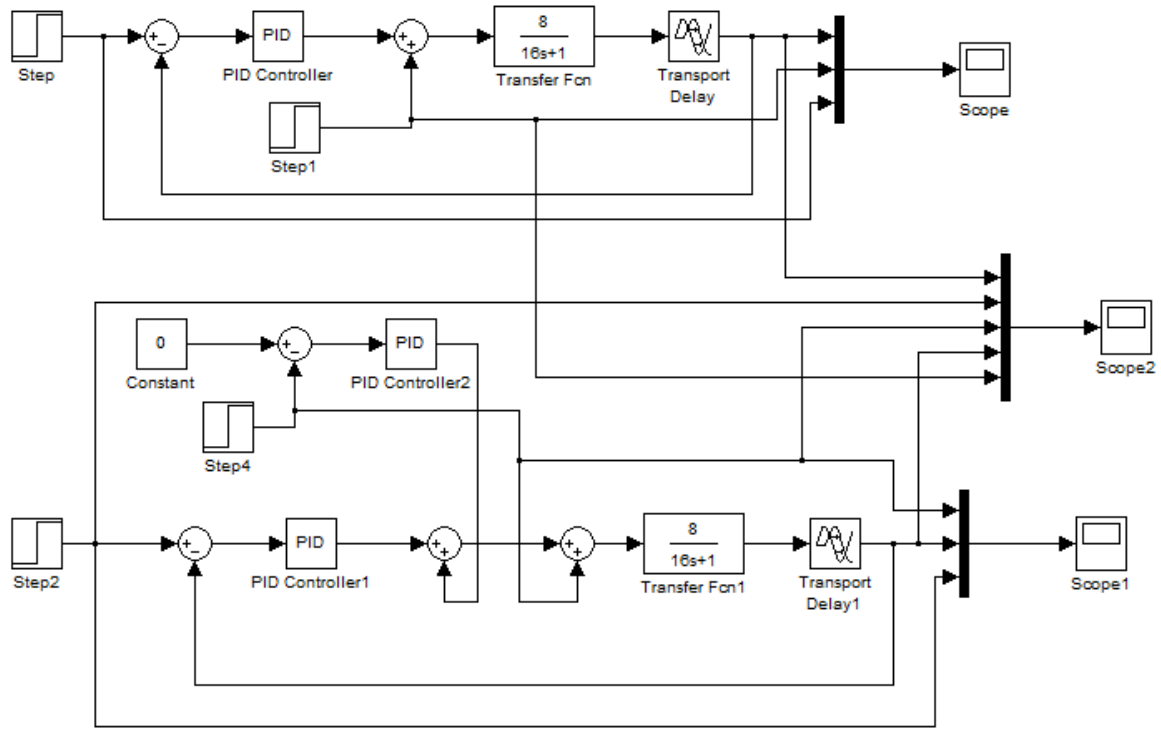 Step
+
−
PID
PID Controller
+
+
8
16s+1
Transfer Fcn
Transport
Delay
Scope
Step1
0
Constant
+
−
PID
PID Controller2
Scope2
Step4
Step2
+
−
PID
PID Controller1
+
+
+
+
8
16s+1
Transfer Fcn1
Transport
Delay1
Scope1